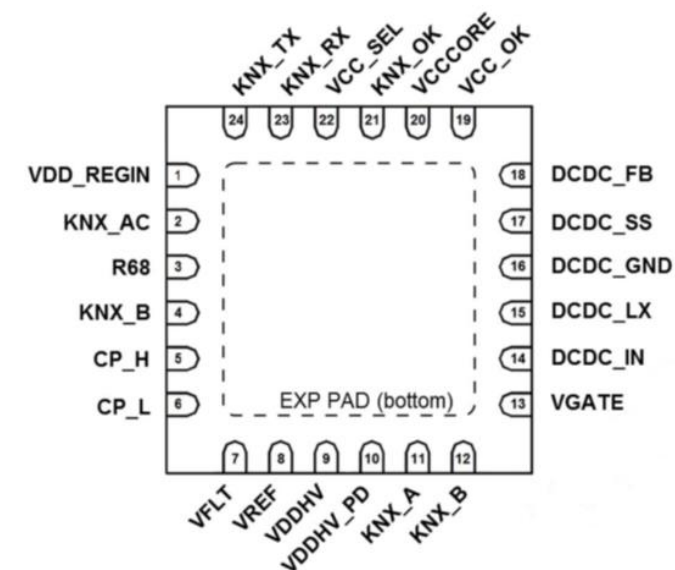 KNX_TX
KNX_RX
VCC_SEL
KNX_OK
VCCCORE
VCC_OK
24 23 22 21 20 19
VDD_REGIN 1
KNX_AC 2
R68 3
KNX_B 4
CP_H 5
CP_L 6
18 DCDC_FB
17 DCDC_SS
16 DCDC_GND
15 DCDC_LX
14 DCDC_IN
13 VGATE
EXP PAD (bottom)
7 8 9 10 11 12
VFLT
VREF
VDDHV
VDDHV_PD
KNX_A
KNX_B